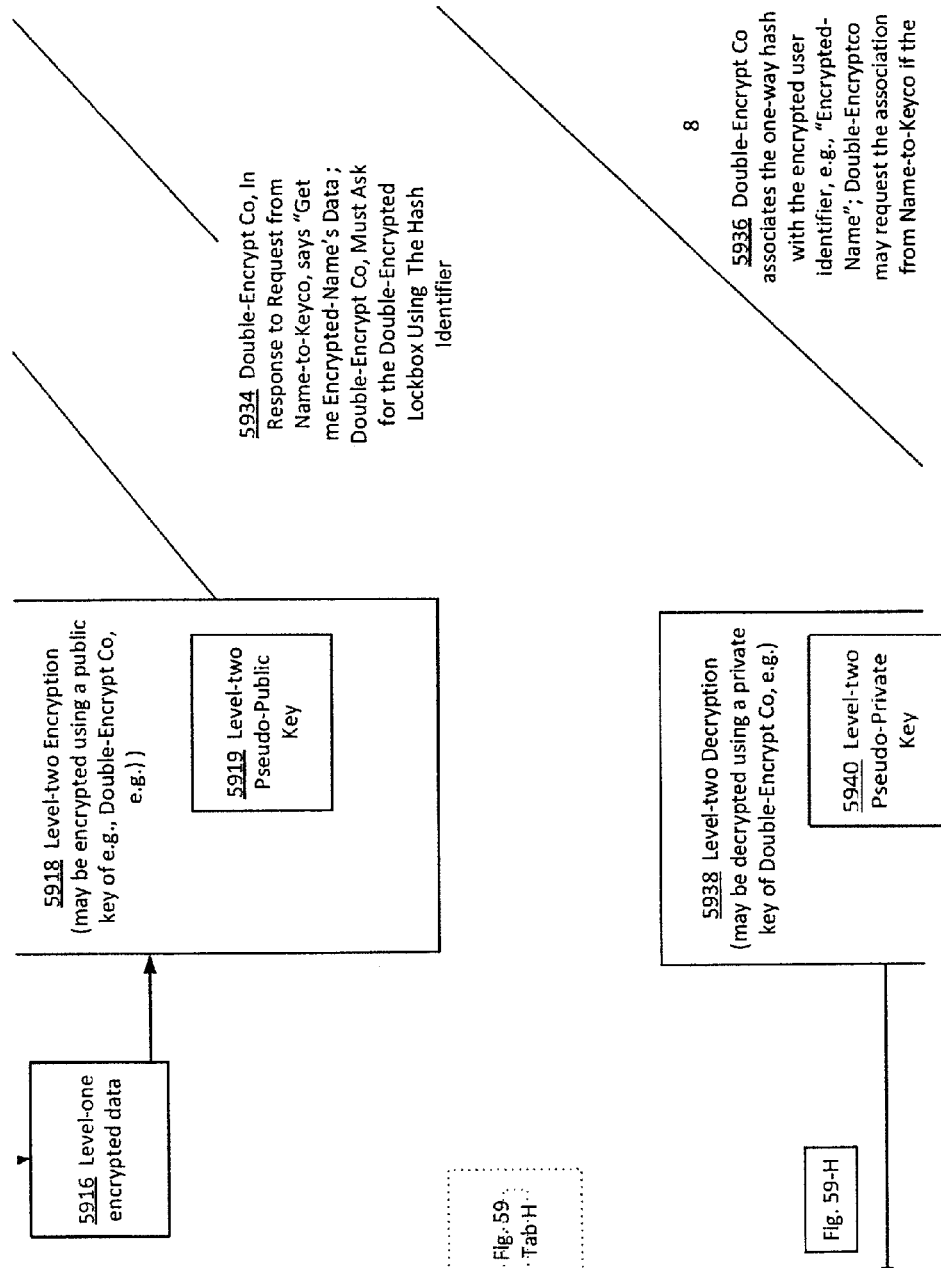 5916 Level-one
encrypted data
5918 Level-two Encryption
(may be encrypted using a public
key of e.g., Double-Encrypt Co,
e.g.) )
5919 Level-two
Pseudo-Public
Key
5934 Double-Encrypt Co, In
Response to Request from
Name-to-Keyco, says "Get
me Encrypted-Name's Data ;
Double-Encrypt Co, Must Ask
for the Double-Encrypted
Lockbox Using The Hash
Identifier
Fig. 59
Tab H
Fig. 59-H
5938 Level-two Decryption
(may be decrypted using a private
key of Double-Encrypt Co, e.g.)
5940 Level-two
Pseudo-Private
Key
8
5936 Double-Encrypt Co
associates the one-way hash
with the encrypted user
identifier, e.g., "Encrypted-
Name"; Double-Encryptco
may request the association
from Name-to-Keyco if the